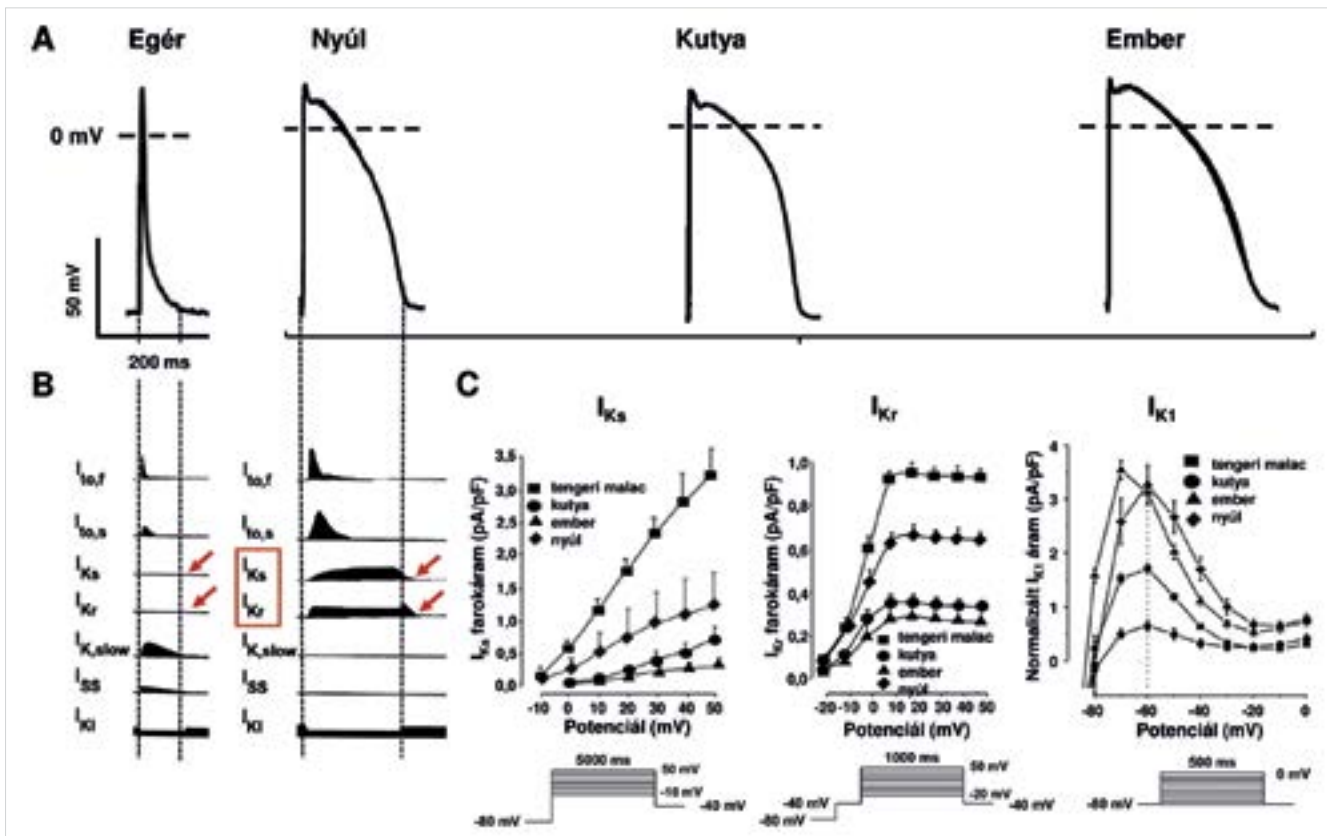 A
Egér
Nyúl
Kutya
Ember
0 mV
50 mV
200 ms
B
Ito,f
Ito,s
IKs
IKr
IK,slow
ISS
IKI
Ito,f
Ito,s
IKs
IKr
IK,slow
ISS
IKI
C
IKs
IKs farokáram (pA/pF)
3,5
3,0
2,5
2,0
1,5
1,0
0,5
0,0
tengeri malac
kutya
ember
nyúl
-10 0 10 20 30 40 50
Potenciál (mV)
5000 ms
50 mV
-10 mV
-40 mV
-80 mV
IKr
IKr farokáram (pA/pF)
1,0
0,8
0,6
0,4
0,2
0,0
tengeri malac
kutya
ember
nyúl
-20 -10 0 10 20 30 40 50
Potenciál (mV)
1000 ms
50 mV
-20 mV
-40 mV
-40 mV
-80 mV
IK1
Normalizált IK1 áram (pA/pF)
4
3
2
1
0
tengeri malac
kutya
ember
nyúl
-80 -60 -40 -20 0
Potenciál (mV)
500 ms
0 mV
-80 mV